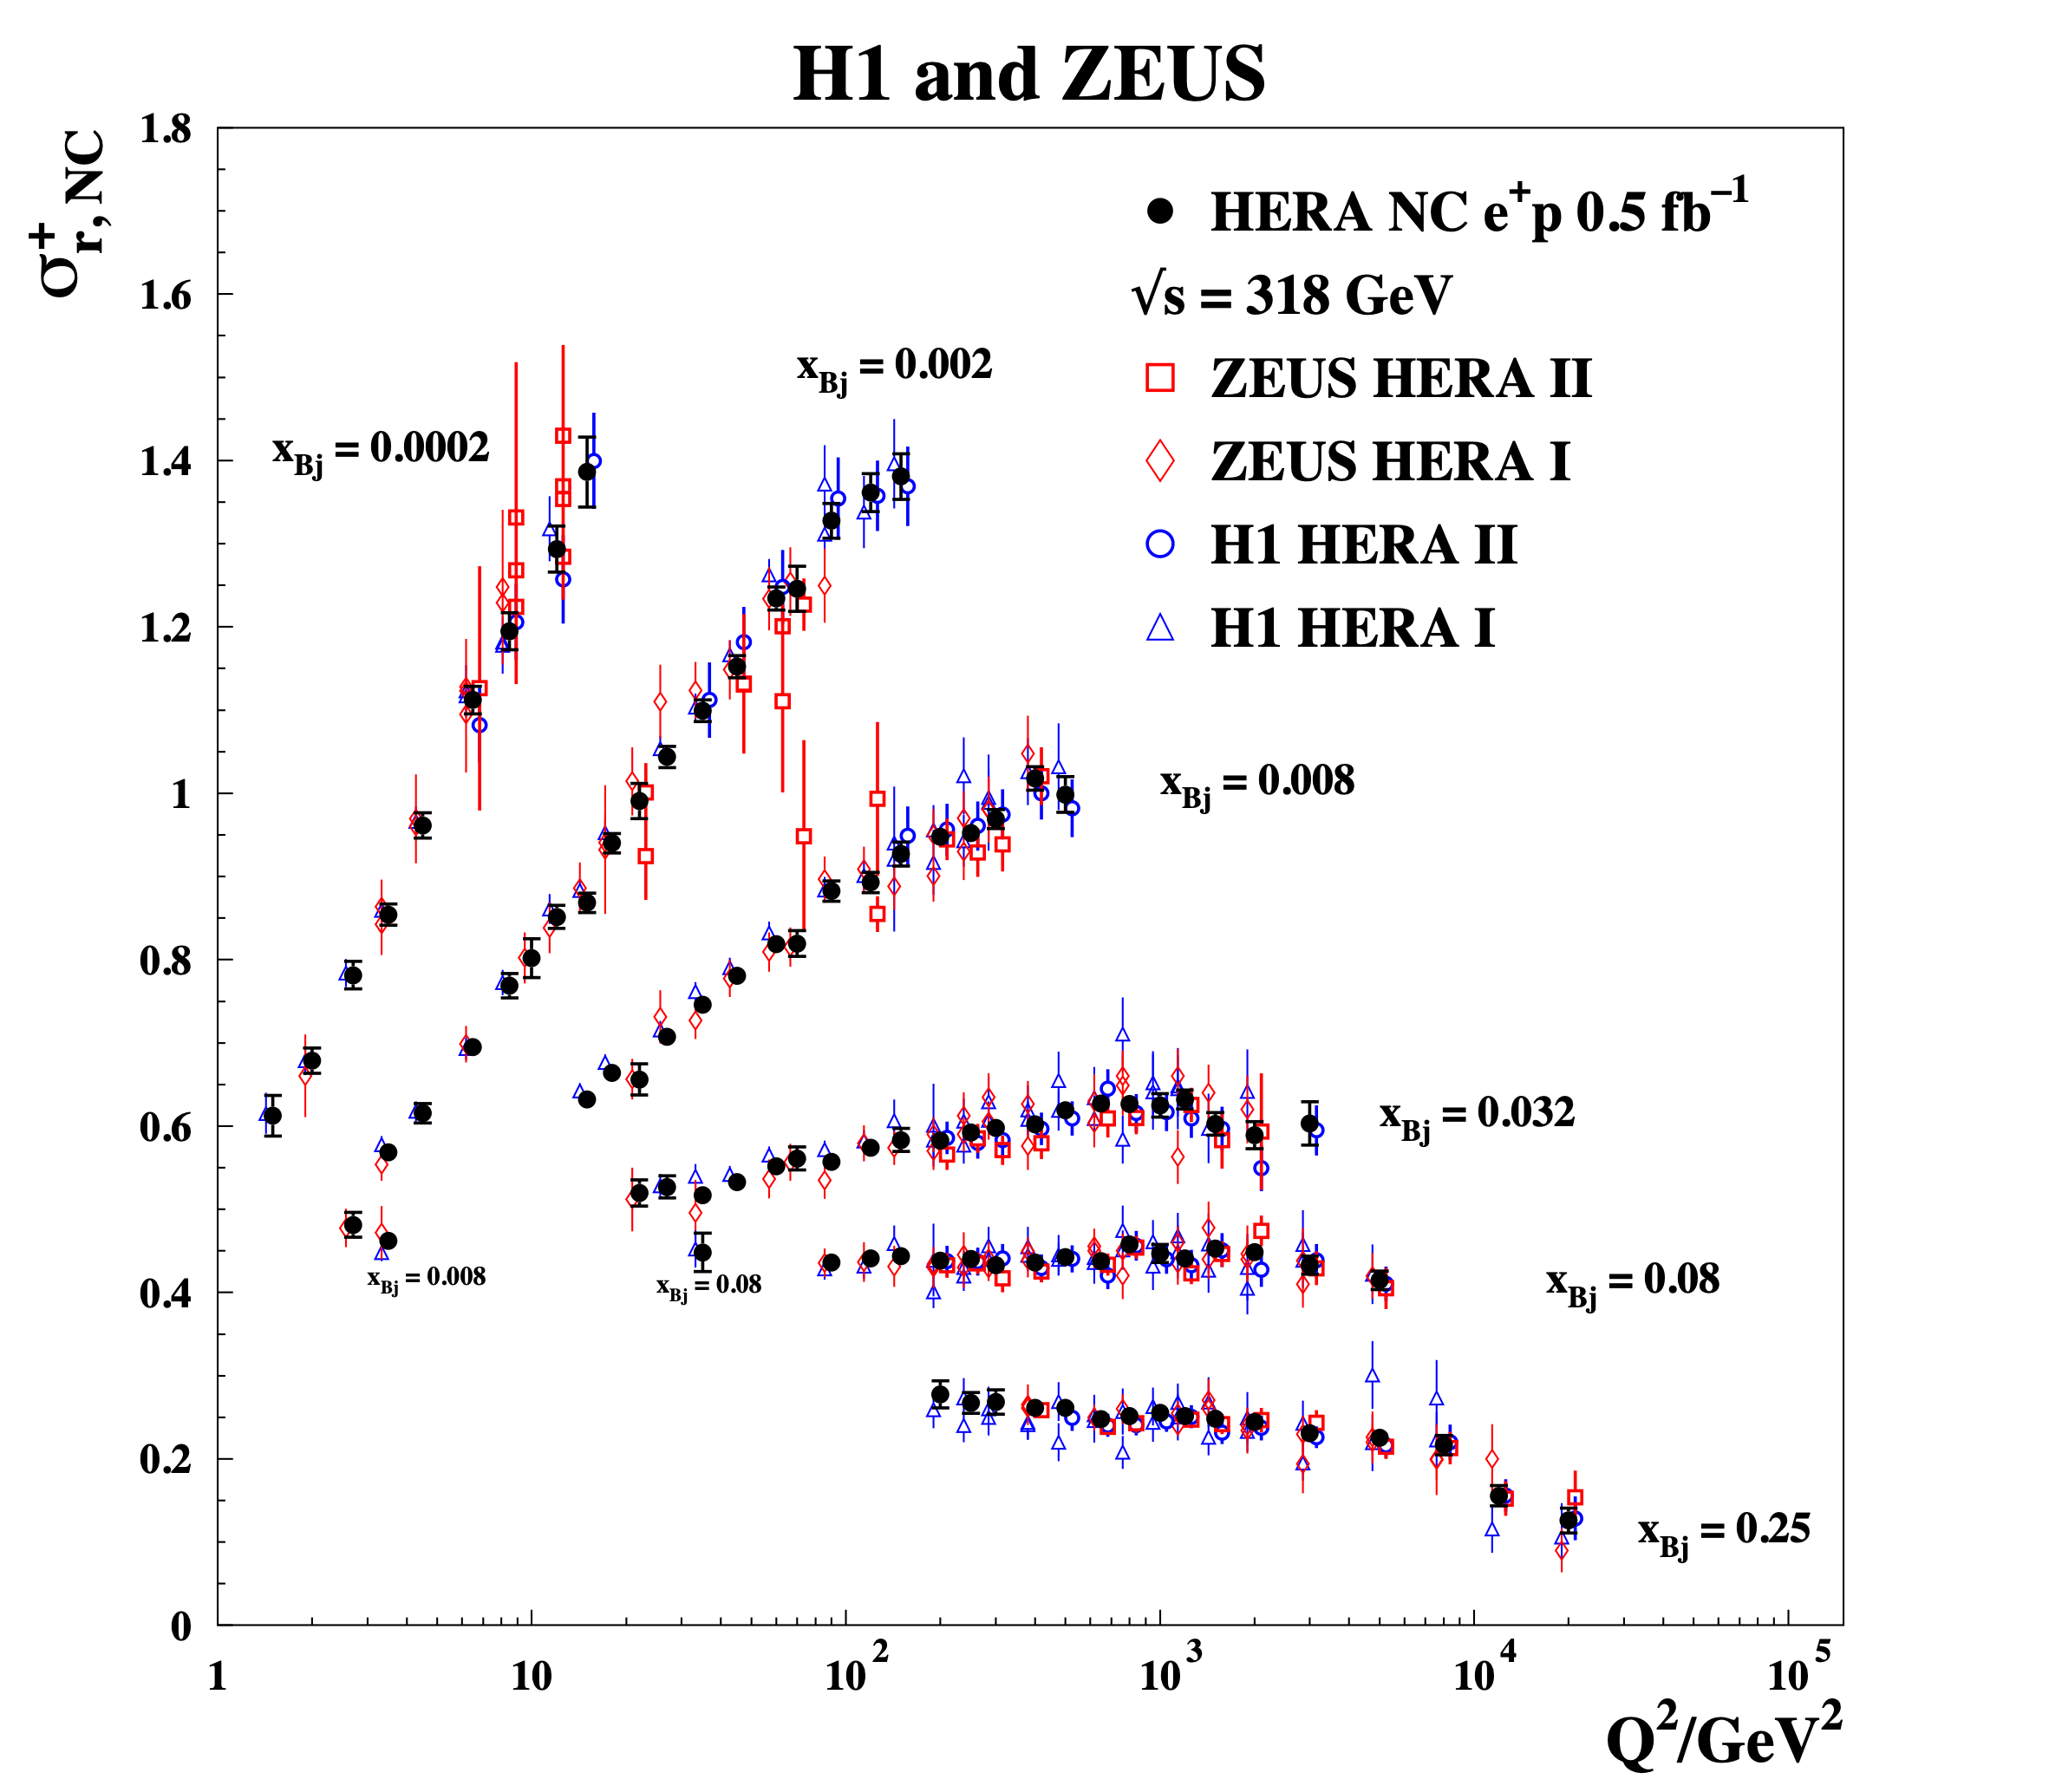 H1 and ZEUS
σ⁺r, NC
1.8
1.6
1.4
1.2
1
0.8
0.6
0.4
0.2
0
HERA NC e⁺p 0.5 fb⁻¹
√s = 318 GeV
ZEUS HERA II
ZEUS HERA I
H1 HERA II
H1 HERA I
xBj = 0.002
xBj = 0.0002
xBj = 0.008
xBj = 0.032
xBj = 0.008
xBj = 0.08
xBj = 0.08
xBj = 0.25
1 10 10² 10³ 10⁴ 10⁵
Q²/GeV²